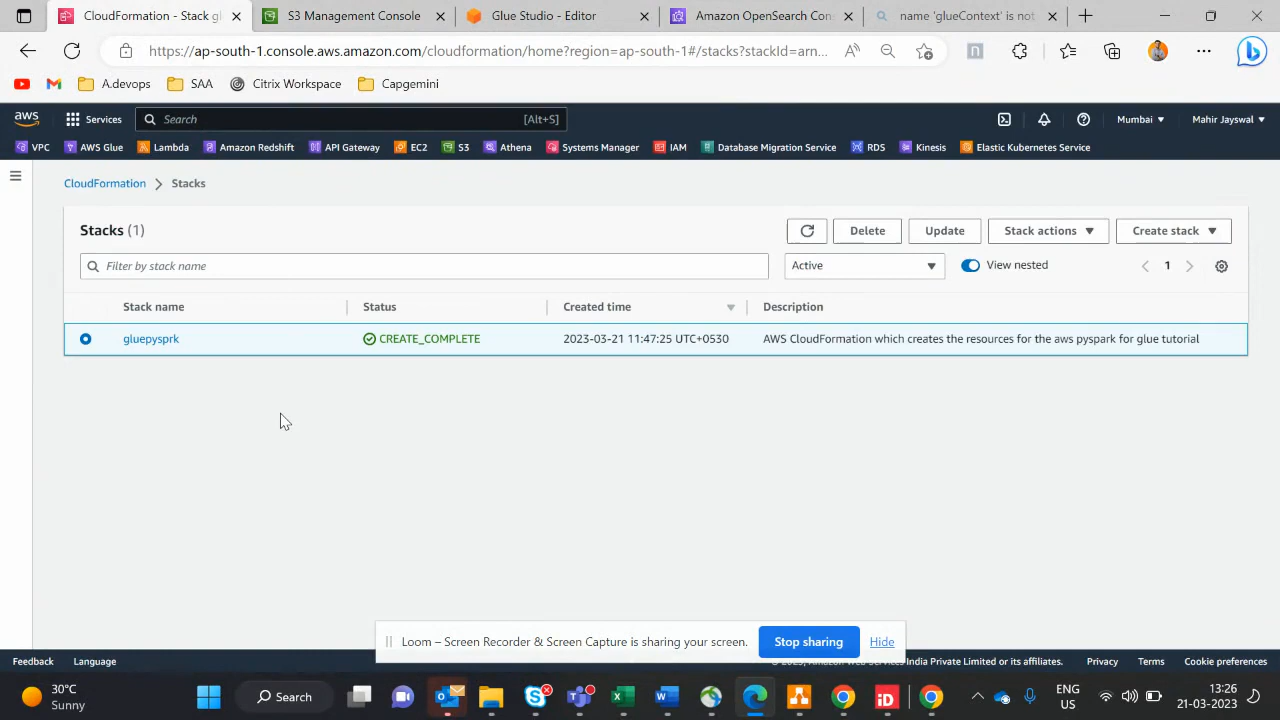 CloudFormation - Stack gl
S3 Management Console
Glue Studio - Editor
Amazon OpenSearch Con
name 'glueContext' is not
https://ap-south-1.console.aws.amazon.com/cloudformation/home?region=ap-south-1#/stacks?stackId=arn...
A.devops
SAA
Citrix Workspace
Capgemini
aws
Services
Search
[Alt+S]
Mumbai
Mahir Jayswal
VPC
AWS Glue
Lambda
Amazon Redshift
API Gateway
EC2
S3
Athena
Systems Manager
IAM
Database Migration Service
RDS
Kinesis
Elastic Kubernetes Service
CloudFormation > Stacks
Stacks (1)
Delete
Update
Stack actions
Create stack
Filter by stack name
Active
View nested
1
Stack name
Status
Created time
Description
gluepysprk
CREATE_COMPLETE
2023-03-21 11:47:25 UTC+0530
AWS CloudFormation which creates the resources for the aws pyspark for glue tutorial
Loom – Screen Recorder & Screen Capture is sharing your screen.
Stop sharing
Hide
Feedback
Language
India Private Limited or its affiliates.
Privacy
Terms
Cookie preferences
30°C
Sunny
Search
ENG
US
13:26
21-03-2023